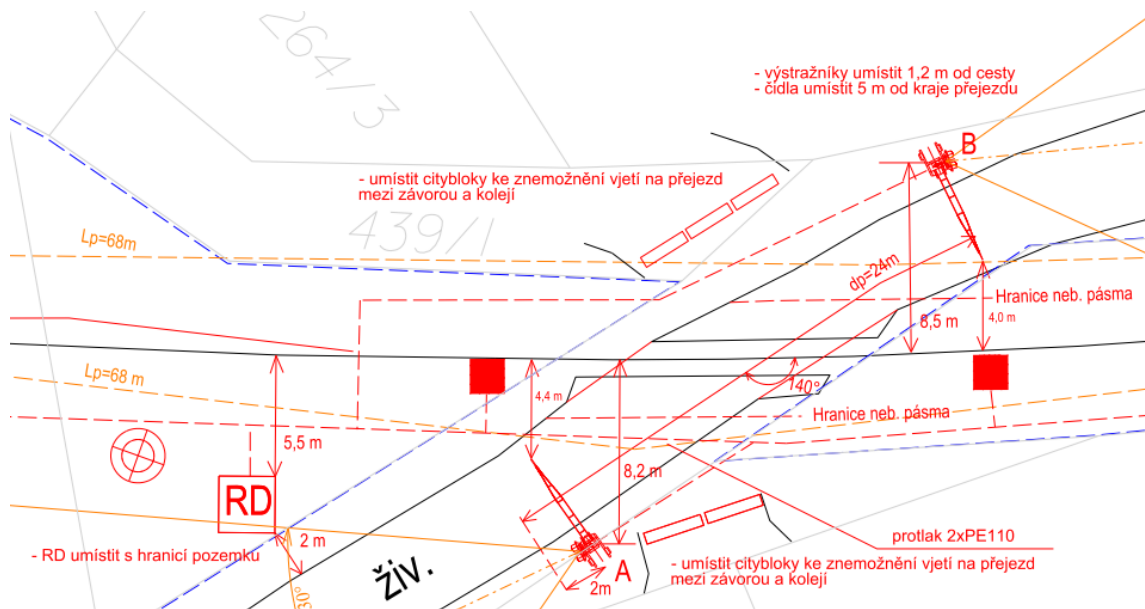 264/3
- výstražníky umístit 1,2 m od cesty
- čidla umístit 5 m od kraje přejezdu
B
- umístit citybloky ke znemožnění vjetí na přejezd
mezi závorou a kolejí
439/1
Lp=68m
dp=24m
Hranice neb. pásma
8,5 m
4,0 m
Lp=68 m
140°
4,4 m
Hranice neb. pásma
5,5 m
8,2 m
RD
protlak 2xPE110
2 m
- RD umístit s hranicí pozemku
živ.
A
- umístit citybloky ke znemožnění vjetí na přejezd
mezi závorou a kolejí
2m
30°